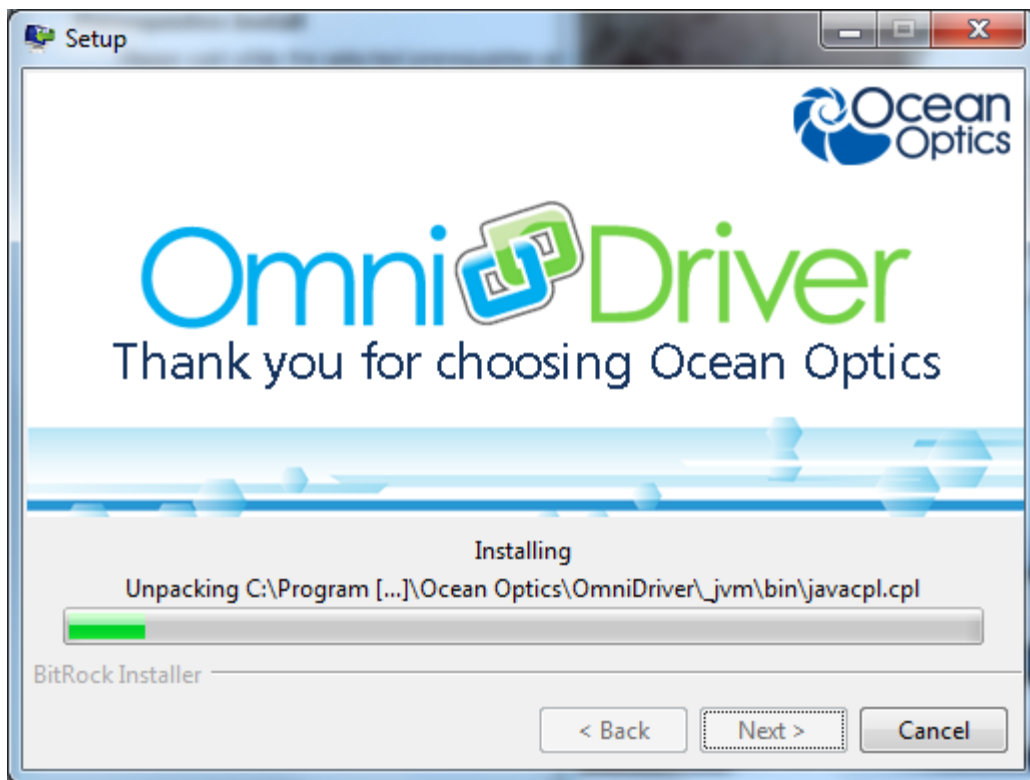 Setup
Ocean
Optics
Omni Driver
Thank you for choosing Ocean Optics
Installing
Unpacking C:\Program [...]\Ocean Optics\OmniDriver\_jvm\bin\javacpl.cpl
BitRock Installer
< Back
Next >
Cancel